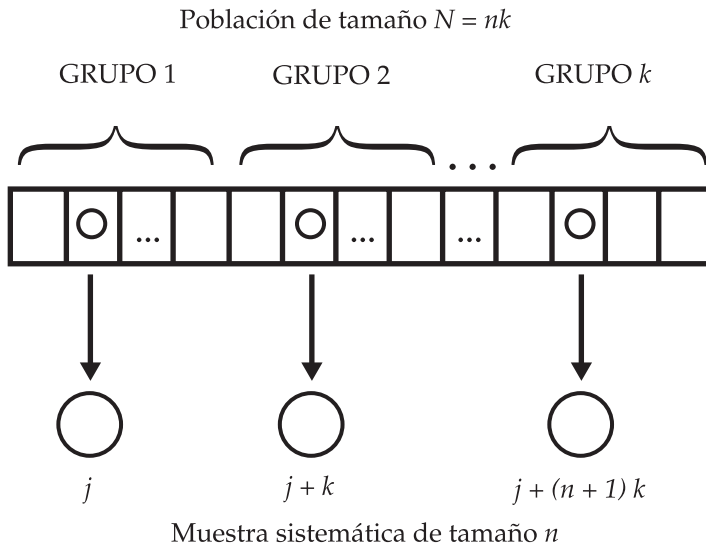 Población de tamaño N = nk
GRUPO 1 GRUPO 2 GRUPO k
...
... ... ...
j j + k j + (n + 1) k
Muestra sistemática de tamaño n